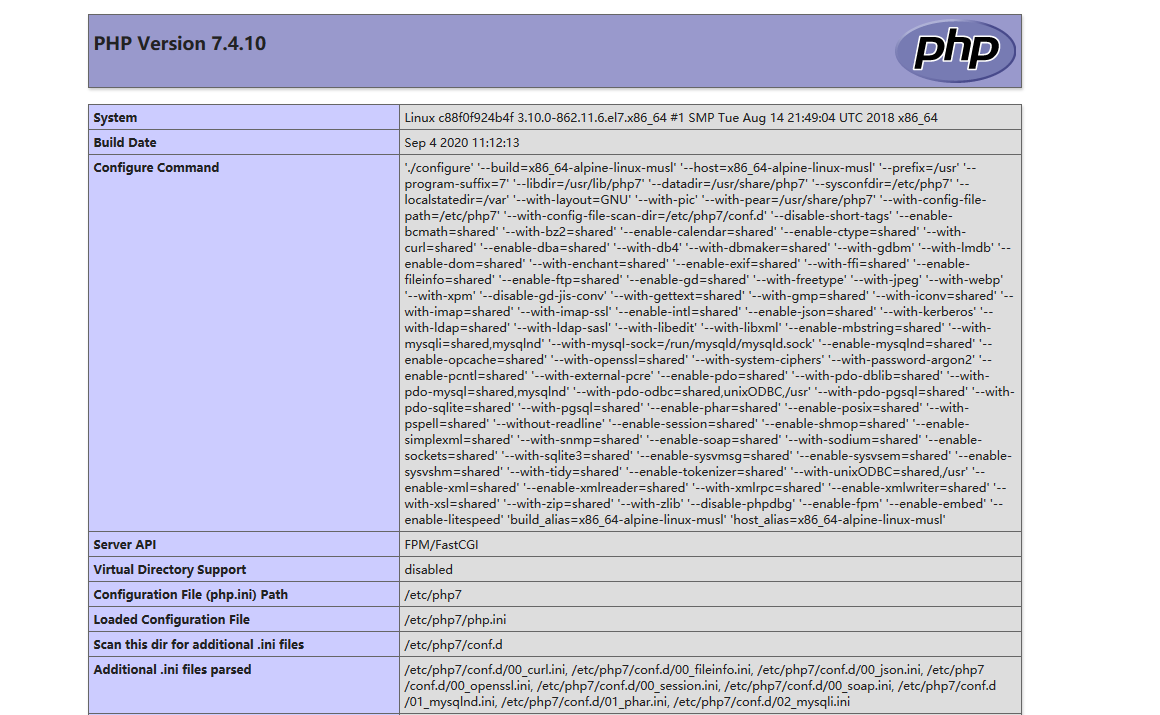 PHP Version 7.4.10
php
System
Linux c88f0f924b4f 3.10.0-862.11.6.el7.x86_64 #1 SMP Tue Aug 14 21:49:04 UTC 2018 x86_64
Build Date
Sep 4 2020 11:12:13
Configure Command
'./configure' '--build=x86_64-alpine-linux-musl' '--host=x86_64-alpine-linux-musl' '--prefix=/usr' '--
program-suffix=7' '--libdir=/usr/lib/php7' '--datadir=/usr/share/php7' '--sysconfdir=/etc/php7' '--
localstatedir=/var' '--with-layout=GNU' '--with-pic' '--with-pear=/usr/share/php7' '--with-config-file-
path=/etc/php7' '--with-config-file-scan-dir=/etc/php7/conf.d' '--disable-short-tags' '--enable-
bcmath=shared' '--with-bz2=shared' '--enable-calendar=shared' '--enable-ctype=shared' '--with-
curl=shared' '--enable-dba=shared' '--with-db4' '--with-dbmaker=shared' '--with-gdbm' '--with-lmdb' '--
enable-dom=shared' '--with-enchant=shared' '--enable-exif=shared' '--with-ffi=shared' '--enable-
fileinfo=shared' '--enable-ftp=shared' '--enable-gd=shared' '--with-freetype' '--with-jpeg' '--with-webp'
'--with-xpm' '--disable-gd-jis-conv' '--with-gettext=shared' '--with-gmp=shared' '--with-iconv=shared' '--
with-imap=shared' '--with-imap-ssl' '--enable-intl=shared' '--enable-json=shared' '--with-kerberos' '--
with-ldap=shared' '--with-ldap-sasl' '--with-libedit' '--with-libxml' '--enable-mbstring=shared' '--with-
mysqli=shared,mysqlnd' '--with-mysql-sock=/run/mysqld/mysqld.sock' '--enable-mysqlnd=shared' '--
enable-opcache=shared' '--with-openssl=shared' '--with-system-ciphers' '--with-password-argon2' '--
enable-pcntl=shared' '--with-external-pcre' '--enable-pdo=shared' '--with-pdo-dblib=shared' '--with-
pdo-mysql=shared,mysqlnd' '--with-pdo-odbc=shared,unixODBC,/usr' '--with-pdo-pgsql=shared' '--with-
pdo-sqlite=shared' '--with-pgsql=shared' '--enable-phar=shared' '--enable-posix=shared' '--with-
pspell=shared' '--without-readline' '--enable-session=shared' '--enable-shmop=shared' '--enable-
simplexml=shared' '--with-snmp=shared' '--enable-soap=shared' '--with-sodium=shared' '--enable-
sockets=shared' '--with-sqlite3=shared' '--enable-sysvmsg=shared' '--enable-sysvsem=shared' '--enable-
sysvshm=shared' '--with-tidy=shared' '--enable-tokenizer=shared' '--with-unixODBC=shared,/usr' '--
enable-xml=shared' '--enable-xmlreader=shared' '--with-xmlrpc=shared' '--enable-xmlwriter=shared' '--
with-xsl=shared' '--with-zip=shared' '--with-zlib' '--disable-phpdbg' '--enable-fpm' '--enable-embed' '--
enable-litespeed' 'build_alias=x86_64-alpine-linux-musl' 'host_alias=x86_64-alpine-linux-musl'
Server API
FPM/FastCGI
Virtual Directory Support
disabled
Configuration File (php.ini) Path
/etc/php7
Loaded Configuration File
/etc/php7/php.ini
Scan this dir for additional .ini files
/etc/php7/conf.d
Additional .ini files parsed
/etc/php7/conf.d/00_curl.ini, /etc/php7/conf.d/00_fileinfo.ini, /etc/php7/conf.d/00_json.ini, /etc/php7
/conf.d/00_openssl.ini, /etc/php7/conf.d/00_session.ini, /etc/php7/conf.d/00_soap.ini, /etc/php7/conf.d
/01_mysqlnd.ini, /etc/php7/conf.d/01_phar.ini, /etc/php7/conf.d/02_mysqli.ini